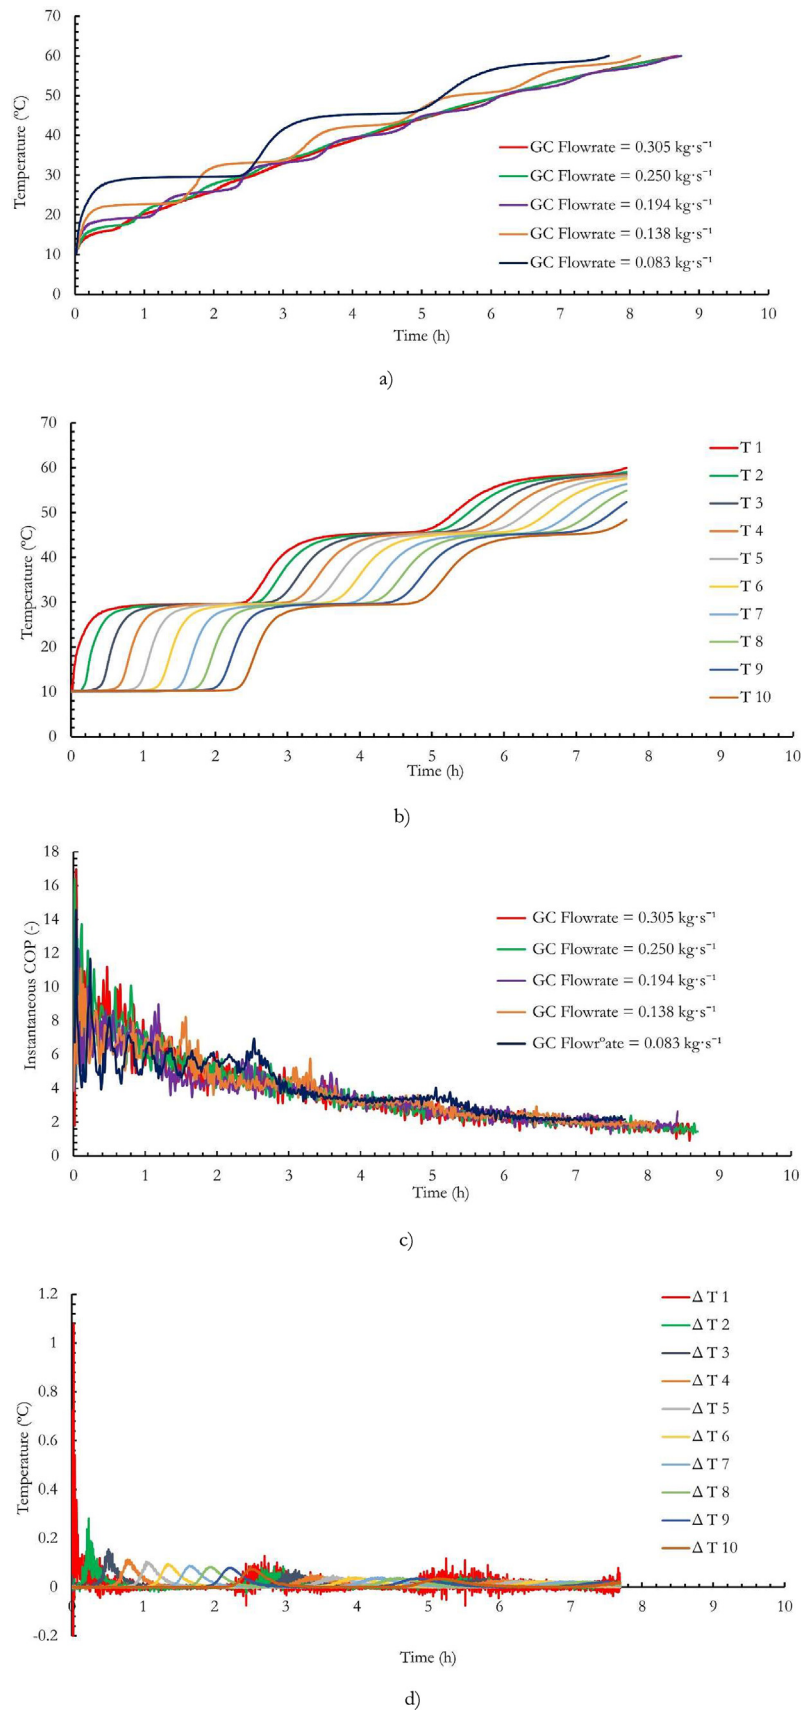 70
60
50
40
30
20
10
0
Temperature (ºC)
GC Flowrate = 0.305 kg·s⁻¹
GC Flowrate = 0.250 kg·s⁻¹
GC Flowrate = 0.194 kg·s⁻¹
GC Flowrate = 0.138 kg·s⁻¹
GC Flowrate = 0.083 kg·s⁻¹
0 1 2 3 4 5 6 7 8 9 10
Time (h)
a)
70
60
50
40
30
20
10
0
Temperature (ºC)
T 1
T 2
T 3
T 4
T 5
T 6
T 7
T 8
T 9
T 10
0 1 2 3 4 5 6 7 8 9 10
Time (h)
b)
18
16
14
12
10
8
6
4
2
0
Instantaneous COP (-)
GC Flowrate = 0.305 kg·s⁻¹
GC Flowrate = 0.250 kg·s⁻¹
GC Flowrate = 0.194 kg·s⁻¹
GC Flowrate = 0.138 kg·s⁻¹
GC Flowrºate = 0.083 kg·s⁻¹
0 1 2 3 4 5 6 7 8 9 10
Time (h)
c)
1.2
1
0.8
0.6
0.4
0.2
0
-0.2
Temperature (ºC)
Δ T 1
Δ T 2
Δ T 3
Δ T 4
Δ T 5
Δ T 6
Δ T 7
Δ T 8
Δ T 9
Δ T 10
0 1 2 3 4 5 6 7 8 9 10
Time (h)
d)